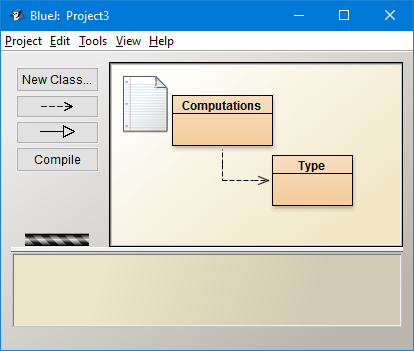 BlueJ: Project3
Project Edit Tools View Help
New Class...
Compile
Computations
Type